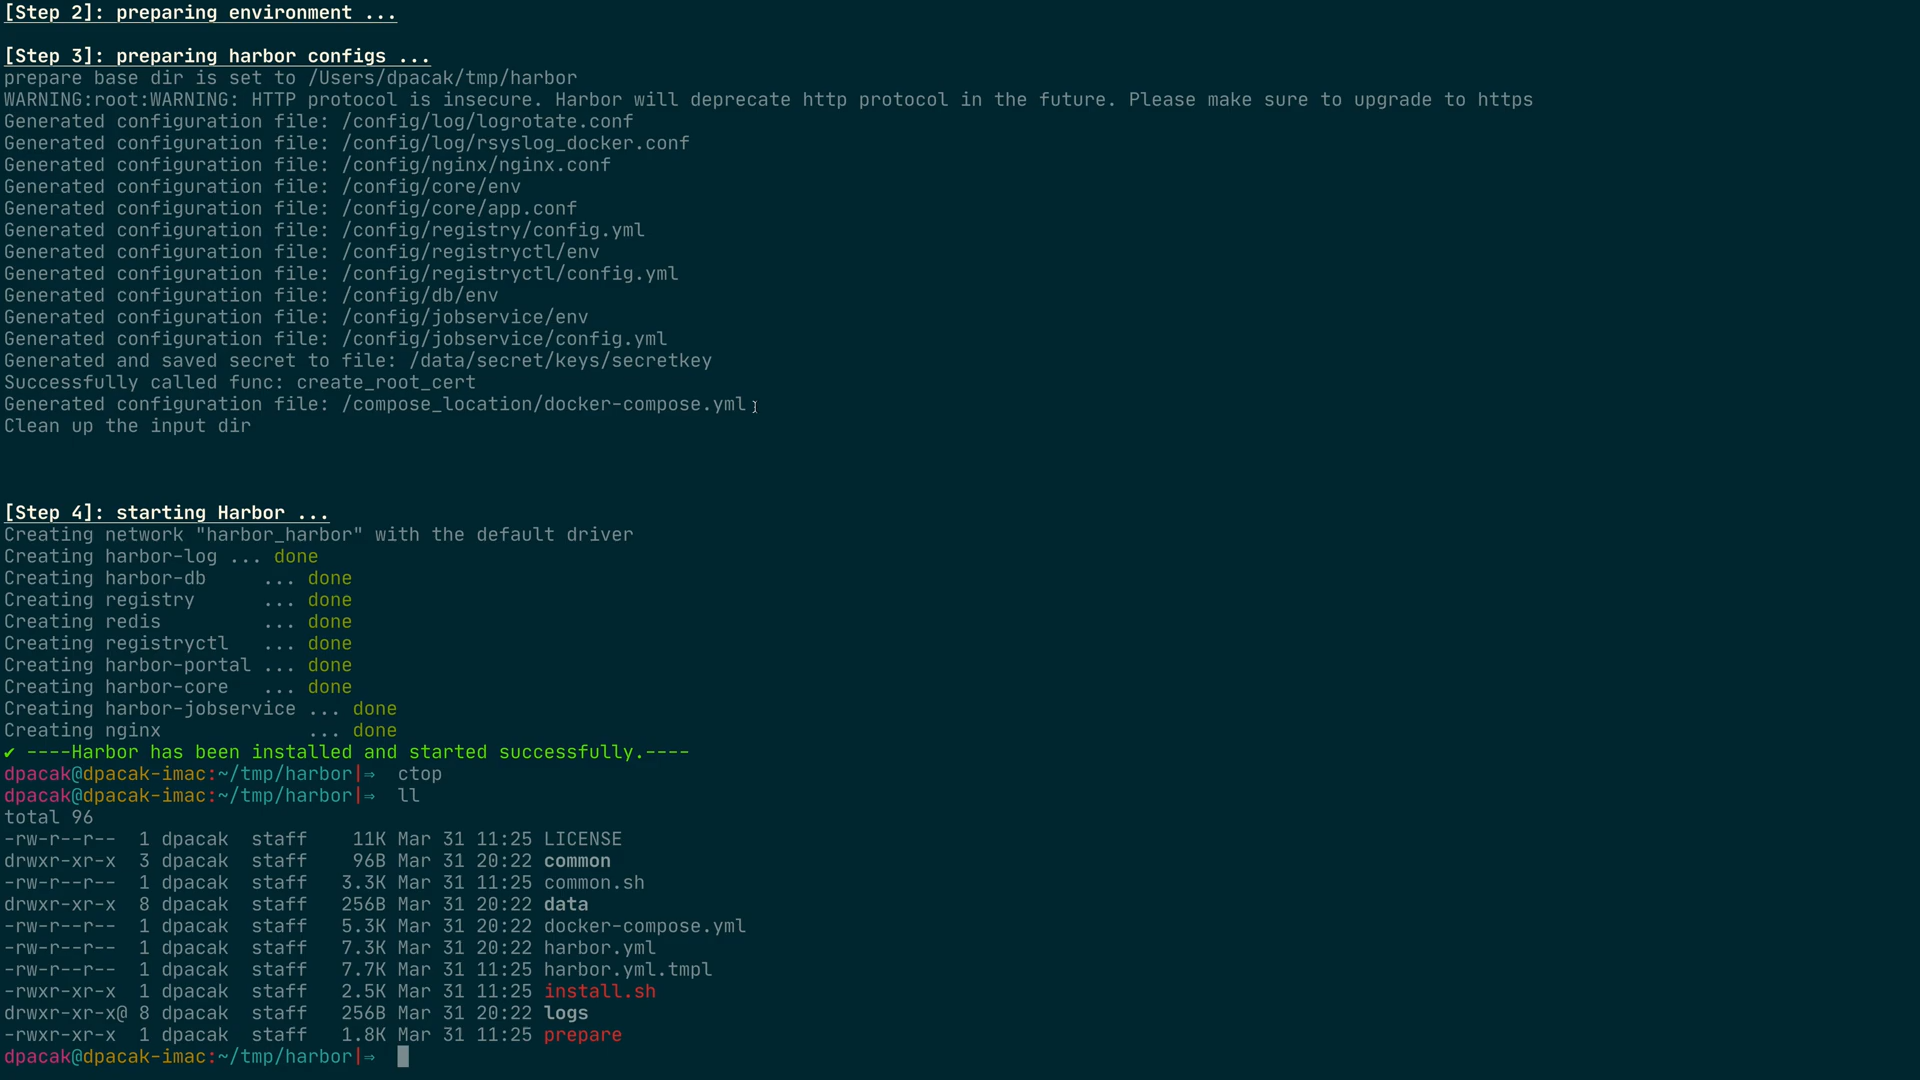 [Step 2]: preparing environment ...
[Step 3]: preparing harbor configs ...
prepare base dir is set to /Users/dpacak/tmp/harbor
WARNING:root:WARNING: HTTP protocol is insecure. Harbor will deprecate http protocol in the future. Please make sure to upgrade to https
Generated configuration file: /config/log/logrotate.conf
Generated configuration file: /config/log/rsyslog_docker.conf
Generated configuration file: /config/nginx/nginx.conf
Generated configuration file: /config/core/env
Generated configuration file: /config/core/app.conf
Generated configuration file: /config/registry/config.yml
Generated configuration file: /config/registryctl/env
Generated configuration file: /config/registryctl/config.yml
Generated configuration file: /config/db/env
Generated configuration file: /config/jobservice/env
Generated configuration file: /config/jobservice/config.yml
Generated and saved secret to file: /data/secret/keys/secretkey
Successfully called func: create_root_cert
Generated configuration file: /compose_location/docker-compose.yml
Clean up the input dir
[Step 4]: starting Harbor ...
Creating network "harbor_harbor" with the default driver
Creating harbor-log ... done
Creating harbor-db     ... done
Creating registry      ... done
Creating redis         ... done
Creating registryctl   ... done
Creating harbor-portal ... done
Creating harbor-core   ... done
Creating harbor-jobservice ... done
Creating nginx             ... done
✔ ----Harbor has been installed and started successfully.----
dpacak@dpacak-imac:~/tmp/harbor|⇒  ctop
dpacak@dpacak-imac:~/tmp/harbor|⇒  ll
total 96
-rw-r--r--  1 dpacak  staff    11K Mar 31 11:25 LICENSE
drwxr-xr-x  3 dpacak  staff    96B Mar 31 20:22 common
-rw-r--r--  1 dpacak  staff   3.3K Mar 31 11:25 common.sh
drwxr-xr-x  8 dpacak  staff   256B Mar 31 20:22 data
-rw-r--r--  1 dpacak  staff   5.3K Mar 31 20:22 docker-compose.yml
-rw-r--r--  1 dpacak  staff   7.3K Mar 31 20:22 harbor.yml
-rw-r--r--  1 dpacak  staff   7.7K Mar 31 11:25 harbor.yml.tmpl
-rwxr-xr-x  1 dpacak  staff   2.5K Mar 31 11:25 install.sh
drwxr-xr-x@ 8 dpacak  staff   256B Mar 31 20:22 logs
-rwxr-xr-x  1 dpacak  staff   1.8K Mar 31 11:25 prepare
dpacak@dpacak-imac:~/tmp/harbor|⇒